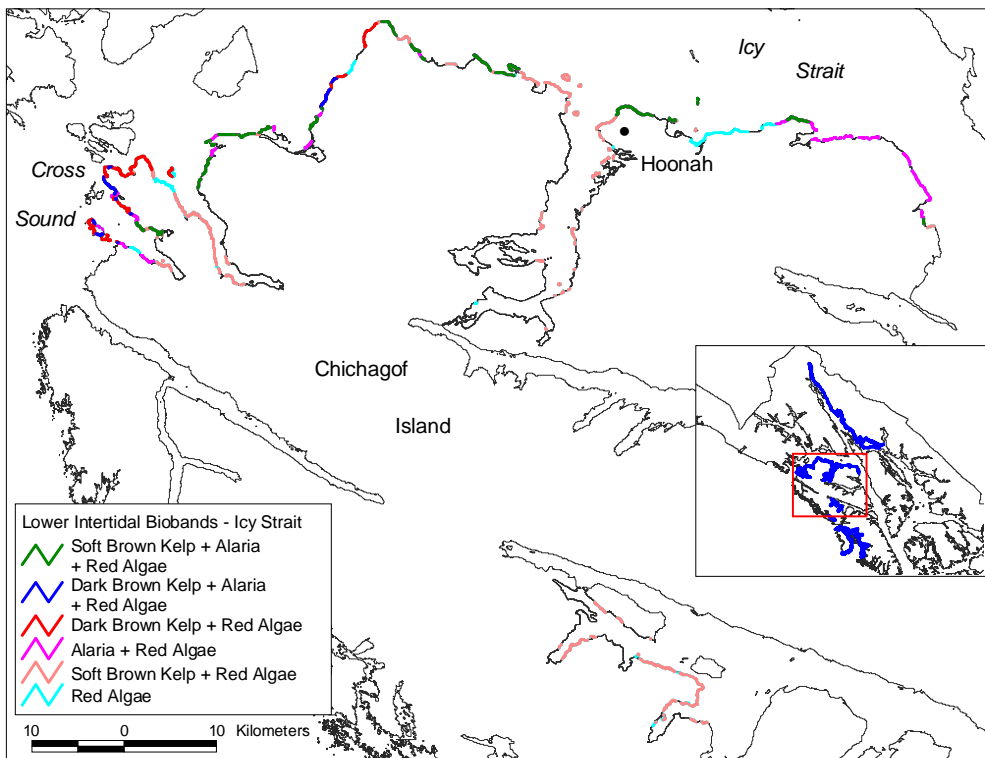 Icy
Strait
Cross
Sound
Hoonah
Chichagof
Island
Lower Intertidal Biobands - Icy Strait
Soft Brown Kelp + Alaria
+ Red Algae
Dark Brown Kelp + Alaria
+ Red Algae
Dark Brown Kelp + Red Algae
Alaria + Red Algae
Soft Brown Kelp + Red Algae
Red Algae
10 0 10 Kilometers